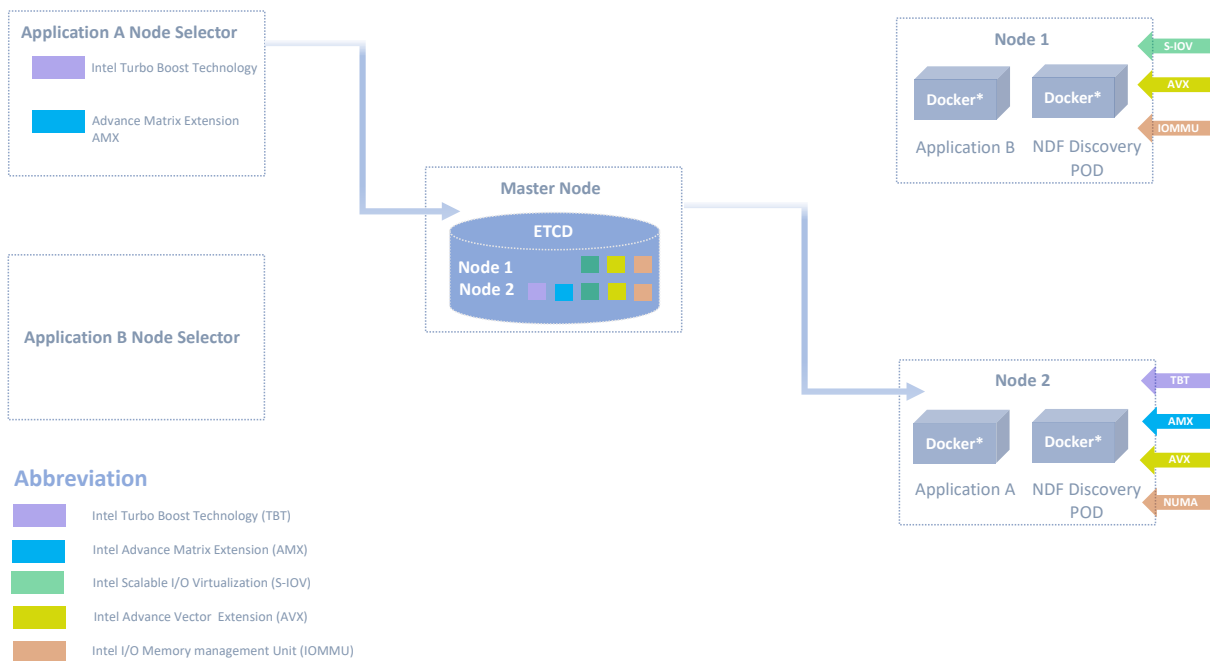 Application A Node Selector
Intel Turbo Boost Technology
Advance Matrix Extension
AMX
Application B Node Selector
Master Node
ETCD
Node 1
Node 2
Node 1
Docker*
Docker*
Application B
NDF Discovery
POD
S-IOV
AVX
IOMMU
Node 2
Docker*
Docker*
Application A
NDF Discovery
POD
TBT
AMX
AVX
NUMA
Abbreviation
Intel Turbo Boost Technology (TBT)
Intel Advance Matrix Extension (AMX)
Intel Scalable I/O Virtualization (S-IOV)
Intel Advance Vector Extension (AVX)
Intel I/O Memory management Unit (IOMMU)